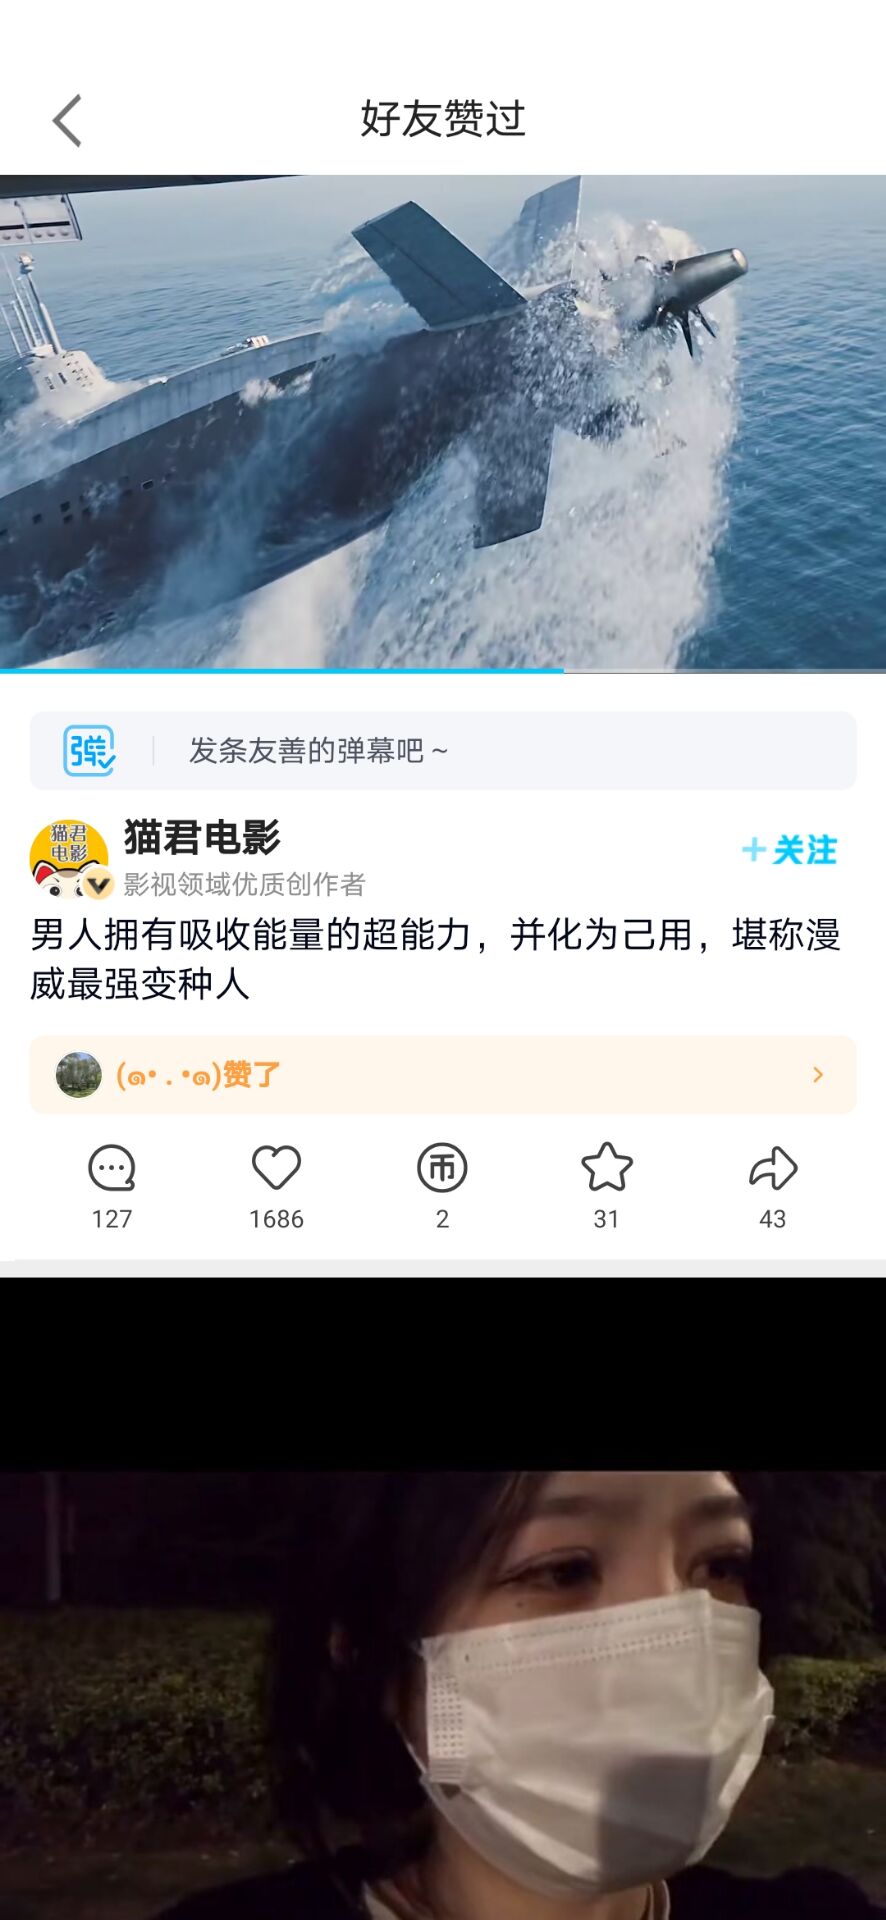 好友赞过
弹
发条友善的弹幕吧 ~
猫君
电影
猫君电影
+ 关注
影视领域优质创作者
男人拥有吸收能量的超能力，并化为己用，堪称漫
威最强变种人
(๑• . •๑)赞了
币
127
1686
2
31
43